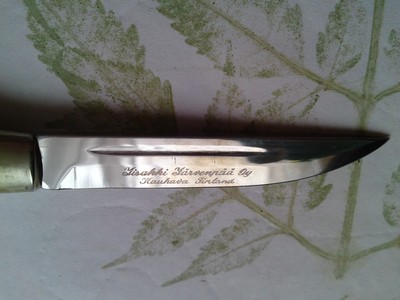 Iisakki Järvenpää Oy
Kauhava Finland